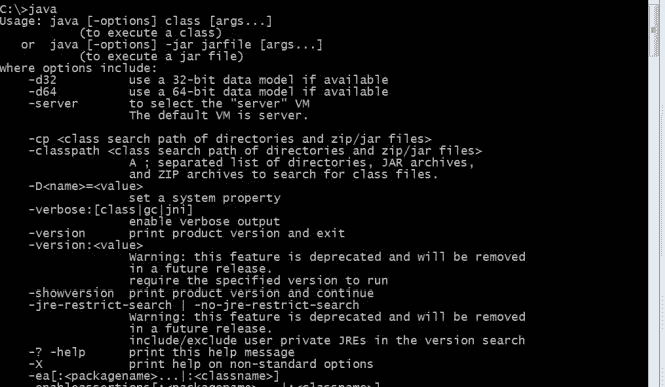 C:\>java
Usage: java [-options] class [args...]
(to execute a class)
or java [-options] -jar jarfile [args...]
(to execute a jar file)
where options include:
-d32 use a 32-bit data model if available
-d64 use a 64-bit data model if available
-server to select the "server" VM
The default VM is server.
-cp <class search path of directories and zip/jar files>
-classpath <class search path of directories and zip/jar files>
A ; separated list of directories, JAR archives,
and ZIP archives to search for class files.
-D<name>=<value>
set a system property
-verbose:[class|gc|jni]
enable verbose output
-version print product version and exit
-version:<value>
Warning: this feature is deprecated and will be removed
in a future release.
require the specified version to run
-showversion print product version and continue
-jre-restrict-search | -no-jre-restrict-search
Warning: this feature is deprecated and will be removed
in a future release.
include/exclude user private JREs in the version search
-? -help print this help message
-X print help on non-standard options
-ea[:<packagename>...|:<classname>]
-enableassertions[:<packagename>...|:<classname>]